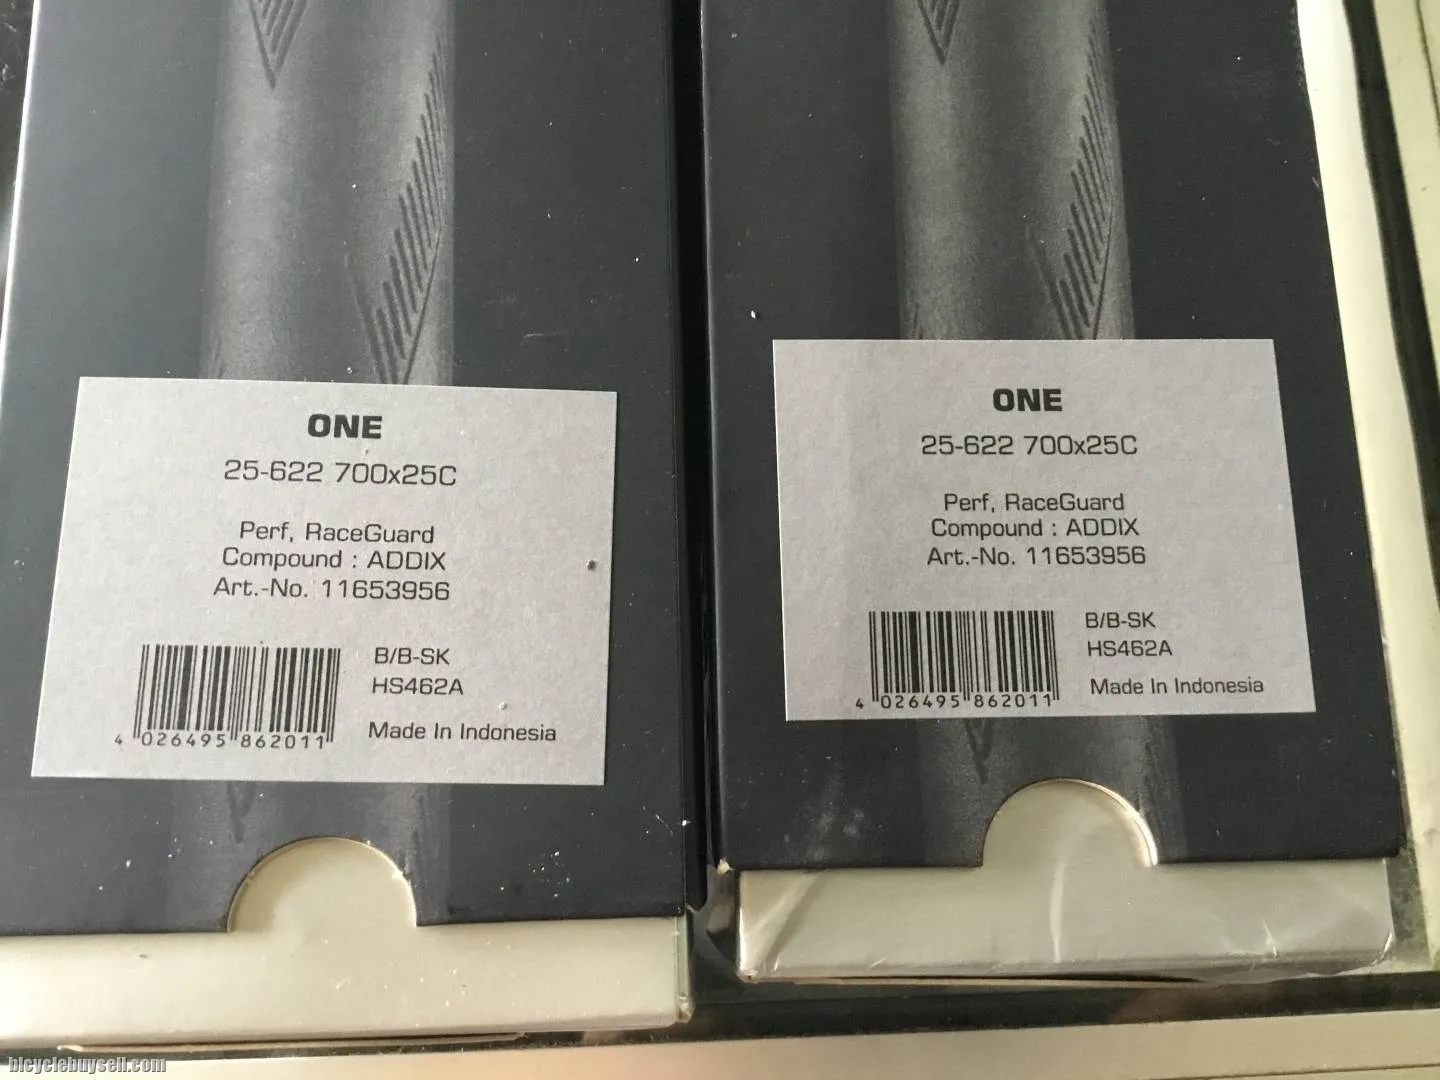 ONE
25-622 700x25C
Perf, RaceGuard
Compound : ADDIX
Art.-No. 11653956
B/B-SK
HS462A
Made In Indonesia
4 026495 862011
ONE
25-622 700x25C
Perf, RaceGuard
Compound : ADDIX
Art.-No. 11653956
B/B-SK
HS462A
Made In Indonesia
4 026495 862011
bicyclebuysell.com